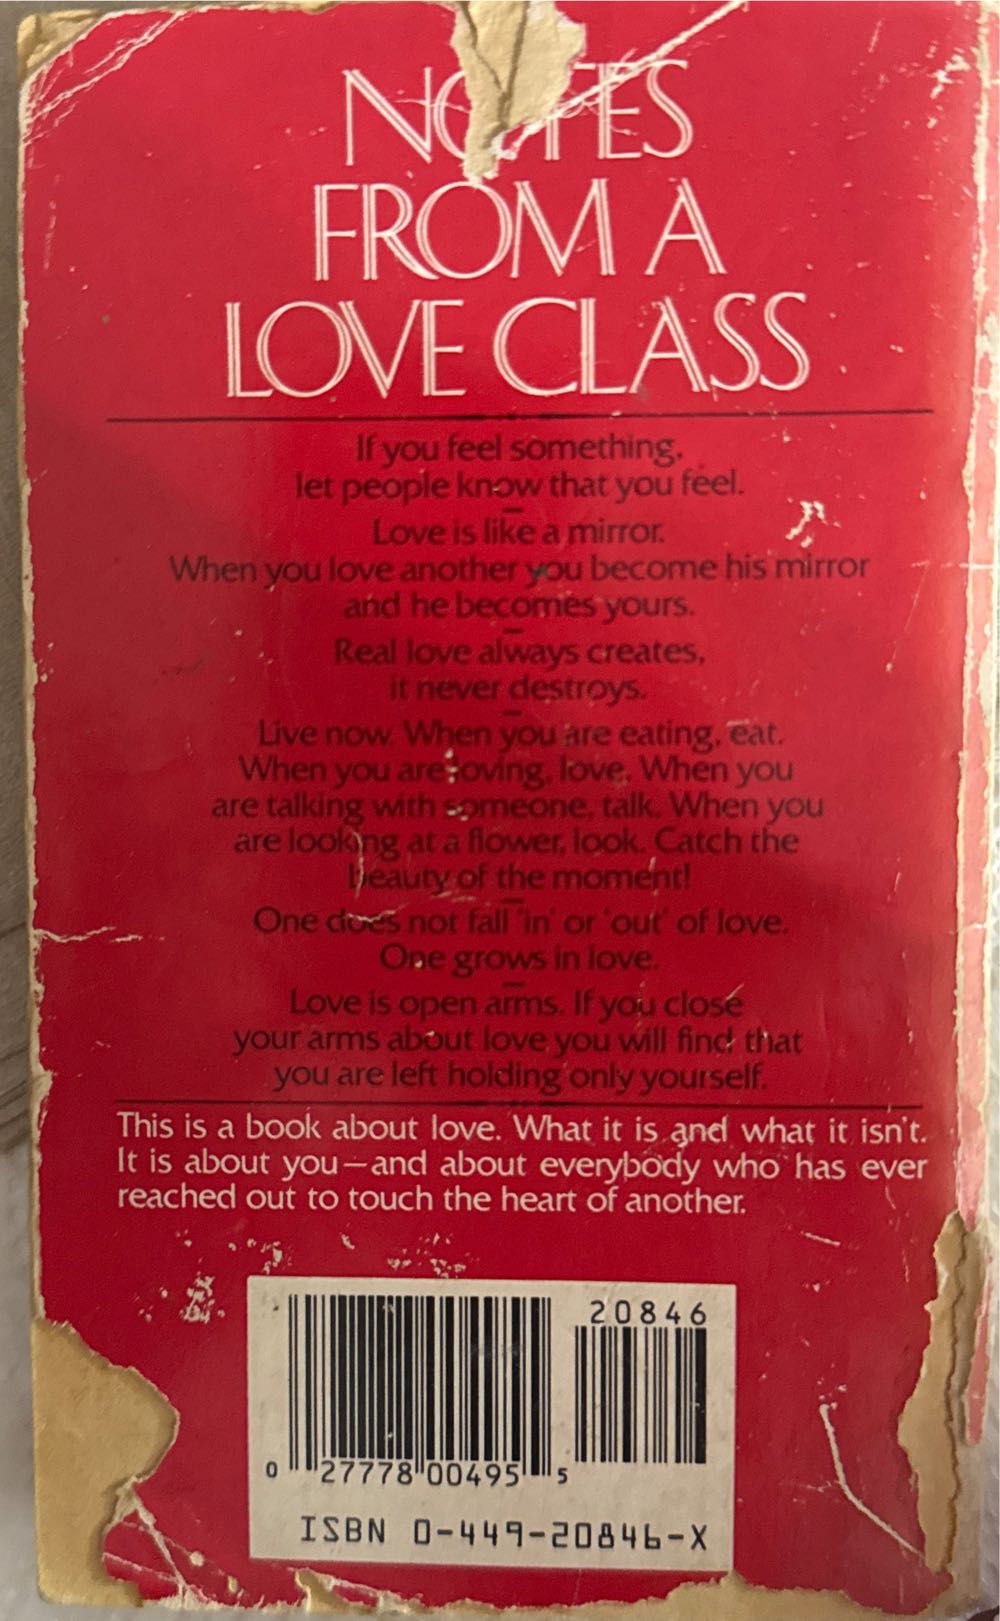 NOTES
FROM A
LOVE CLASS
If you feel something,
let people know that you feel.
—
Love is like a mirror.
When you love another you become his mirror
and he becomes yours.
—
Real love always creates,
it never destroys.
—
Live now. When you are eating, eat.
When you are loving, love. When you
are talking with someone, talk. When you
are looking at a flower, look. Catch the
beauty of the moment!
—
One does not fall 'in' or 'out' of love.
One grows in love.
—
Love is open arms. If you close
your arms about love you will find that
you are left holding only yourself.
This is a book about love. What it is and what it isn't.
It is about you—and about everybody who has ever
reached out to touch the heart of another.
20846
0 27778 00495 5
ISBN 0-449-20846-X